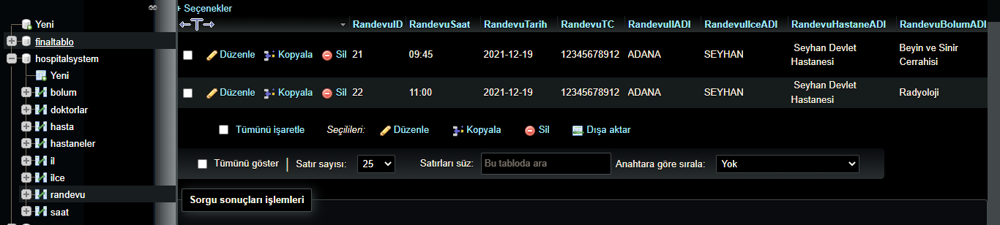 Yeni
finaltablo
hospitalsystem
Yeni
bolum
doktorlar
hasta
hastaneler
il
ilce
randevu
saat
+ Seçenekler
RandevuID RandevuSaat RandevuTarih RandevuTC RandevuIlADI RandevuIlceADI RandevuHastaneADI RandevuBolumADI
Düzenle Kopyala Sil 21 09:45 2021-12-19 12345678912 ADANA SEYHAN Seyhan Devlet Hastanesi Beyin ve Sinir Cerrahisi
Düzenle Kopyala Sil 22 11:00 2021-12-19 12345678912 ADANA SEYHAN Seyhan Devlet Hastanesi Radyoloji
Tümünü işaretle Seçilileri: Düzenle Kopyala Sil Dışa aktar
Tümünü göster | Satır sayısı: 25 Satırları süz: Bu tabloda ara Anahtara göre sırala: Yok
Sorgu sonuçları işlemleri